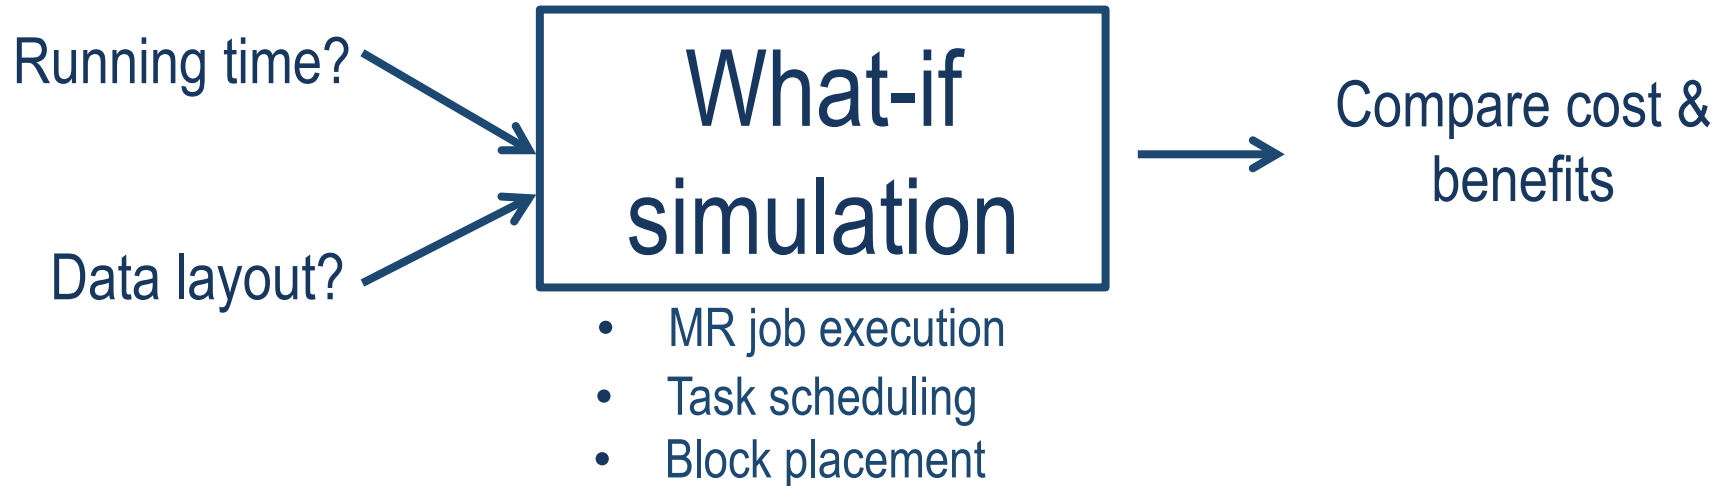 Running time?
Data layout?
What-if
simulation
• MR job execution
• Task scheduling
• Block placement
Compare cost &
benefits